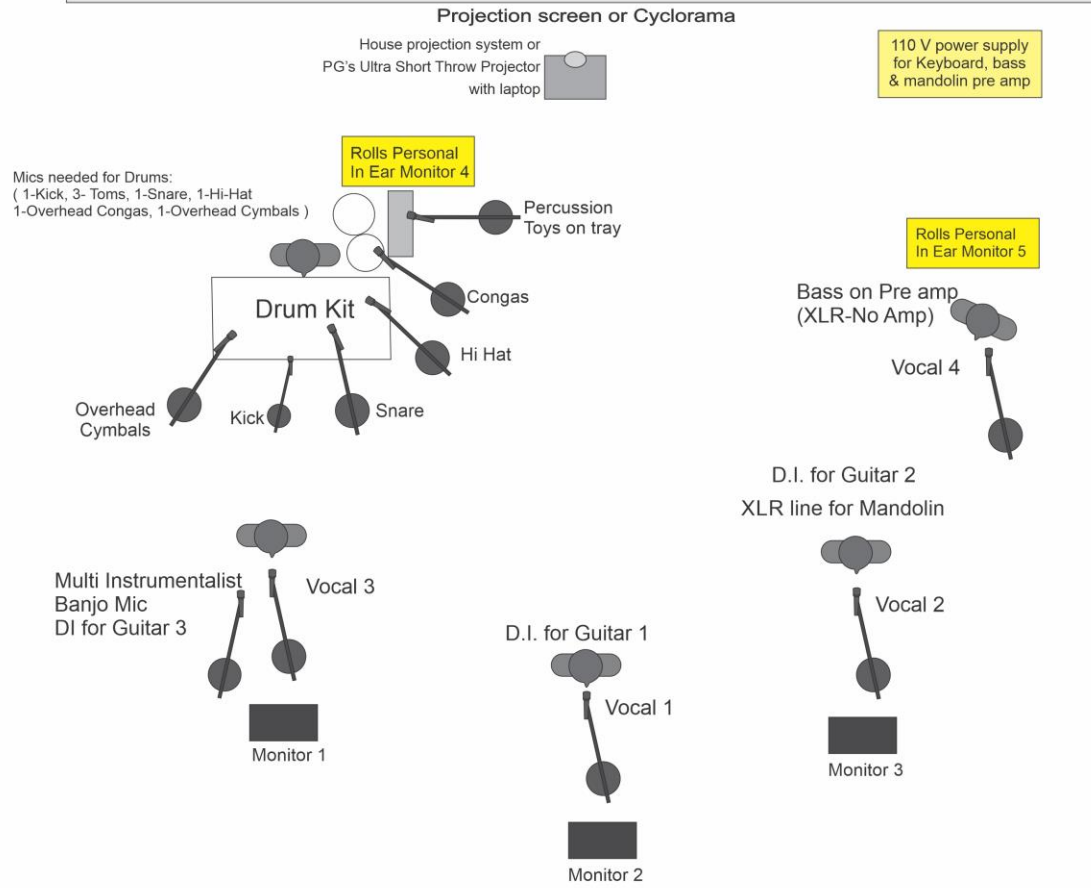 Projection screen or Cyclorama
House projection system or
PG's Ultra Short Throw Projector
with laptop
110 V power supply
for Keyboard, bass
& mandolin pre amp
Rolls Personal
In Ear Monitor 4
Mics needed for Drums:
( 1-Kick, 3- Toms, 1-Snare, 1-Hi-Hat
1-Overhead Congas, 1-Overhead Cymbals )
Percussion
Toys on tray
Rolls Personal
In Ear Monitor 5
Congas
Drum Kit
Bass on Pre amp
(XLR-No Amp)
Hi Hat
Vocal 4
Overhead
Cymbals
Kick
Snare
D.I. for Guitar 2
XLR line for Mandolin
Multi Instrumentalist
Banjo Mic
DI for Guitar 3
Vocal 3
Vocal 2
D.I. for Guitar 1
Vocal 1
Monitor 1
Monitor 3
Monitor 2